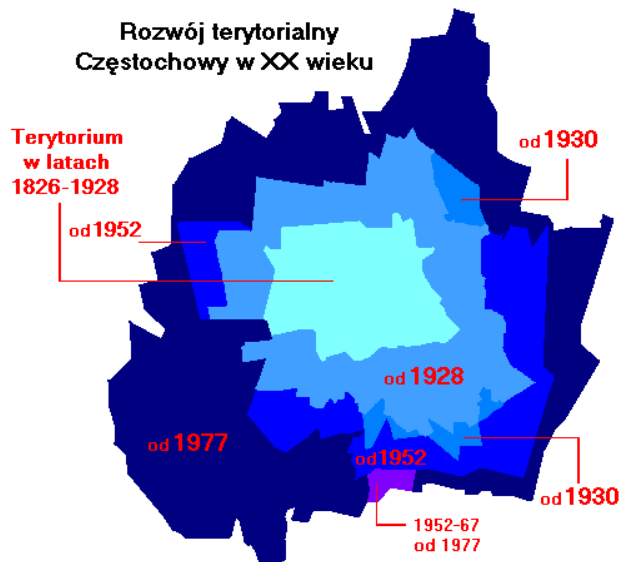 Rozwój terytorialny
Częstochowy w XX wieku
Terytorium
w latach
1826-1928
od 1930
od 1952
od 1928
od 1977
od 1952
od 1930
1952-67
od 1977